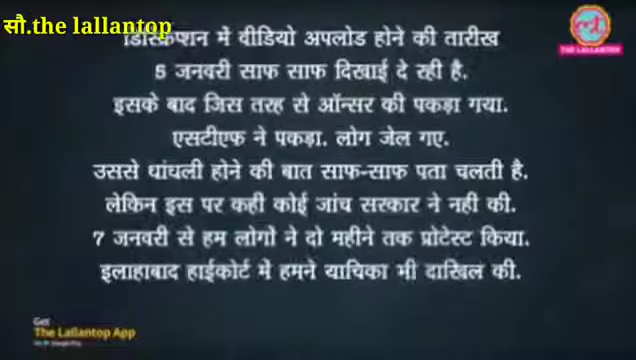 सौ.the lallantop
डिस्क्रिप्शन में वीडियो अपलोड होने की तारीख
5 जनवरी साफ साफ दिखाई दे रही है.
इसके बाद जिस तरह से ऑन्सर की पकड़ा गया.
एसटीएफ ने पकड़ा. लोग जेल गए.
उससे धांधली होने की बात साफ-साफ पता चलती है.
लेकिन इस पर कही कोई जांच सरकार ने नही की.
7 जनवरी से हम लोगों ने दो महीने तक प्रोटेस्ट किया.
इलाहाबाद हाईकोर्ट में हमने याचिका भी दाखिल की.
THE LALLANTOP
Get
The Lallantop App